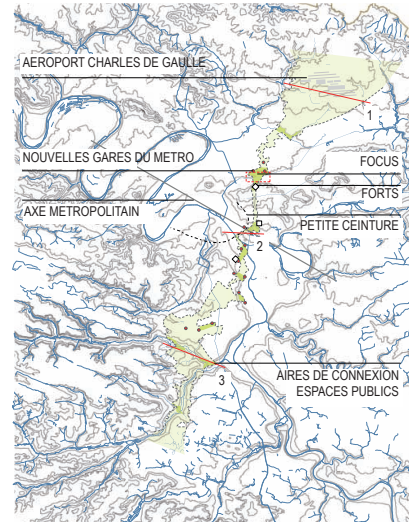 AEROPORT CHARLES DE GAULLE
1
NOUVELLES GARES DU METRO
FOCUS
FORTS
AXE METROPOLITAIN
PETITE CEINTURE
2
AIRES DE CONNEXION
ESPACES PUBLICS
3